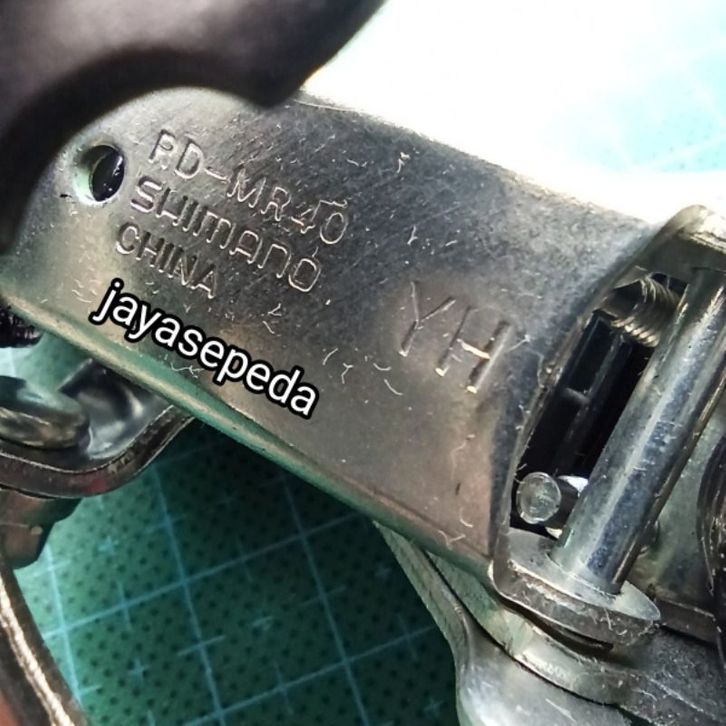 RD-MR40
SHIMANO
CHINA
YH
jayasepeda